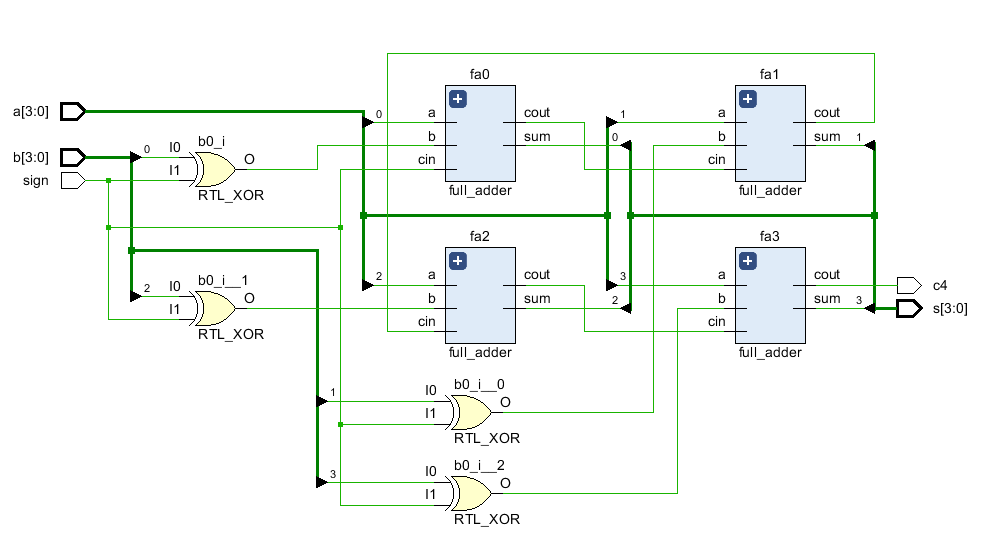 fa0
fa1
a[3:0]
0
a
cout
1
a
cout
b[3:0]
0
I0
b0_i
O
b
sum
0
b
sum
1
sign
I1
cin
cin
RTL_XOR
full_adder
full_adder
fa2
fa3
2
I0
b0_i__1
O
2
a
cout
3
a
cout
c4
I1
b
sum
2
b
sum
3
s[3:0]
RTL_XOR
cin
cin
full_adder
full_adder
1
I0
b0_i__0
O
I1
RTL_XOR
3
I0
b0_i__2
O
I1
RTL_XOR